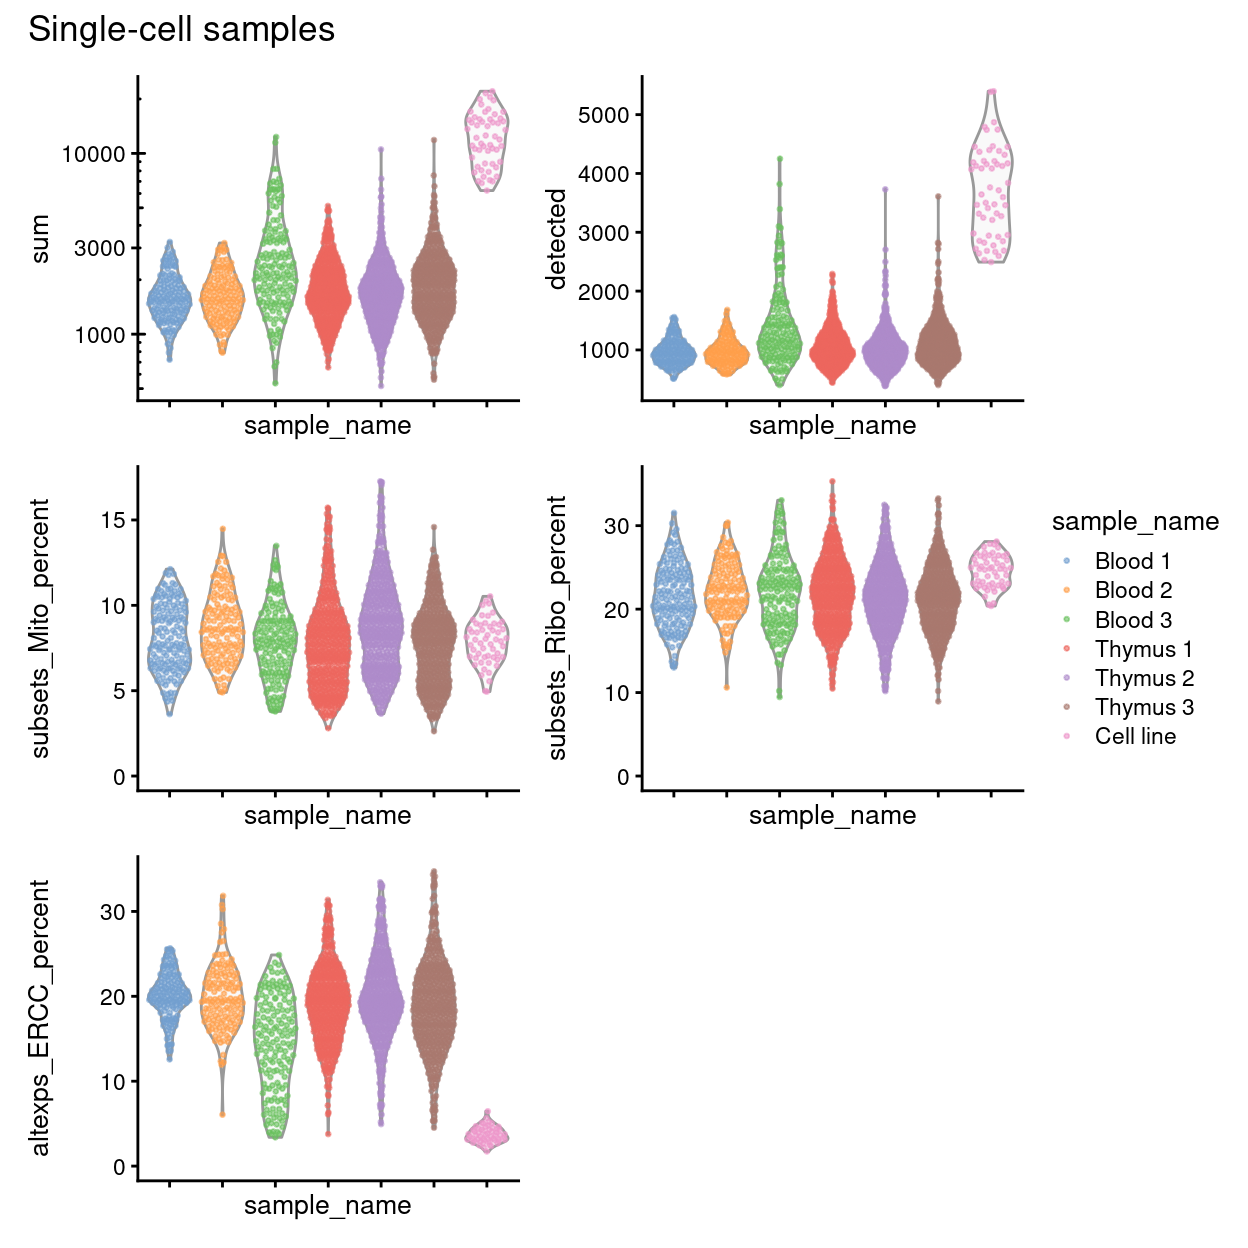 Single-cell samples
sum
10000
3000
1000
sample_name
detected
5000
4000
3000
2000
1000
sample_name
subsets_Mito_percent
15
10
5
0
sample_name
subsets_Ribo_percent
30
20
10
0
sample_name
sample_name
Blood 1
Blood 2
Blood 3
Thymus 1
Thymus 2
Thymus 3
Cell line
altexps_ERCC_percent
30
20
10
0
sample_name